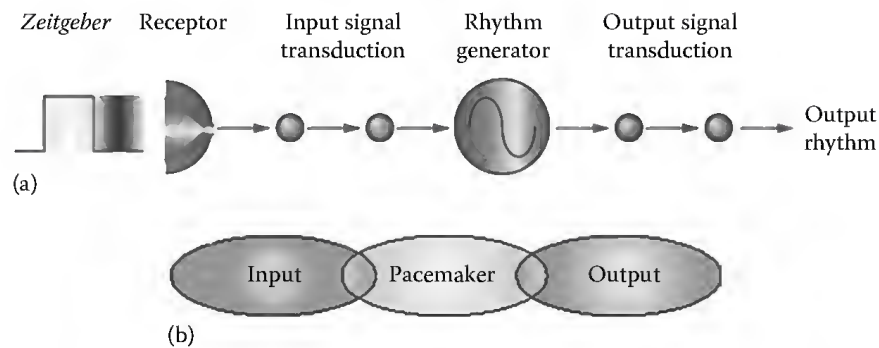 Zeitgeber
Receptor
Input signal
transduction
Rhythm
generator
Output signal
transduction
Output
rhythm
(a)
Input
Pacemaker
Output
(b)